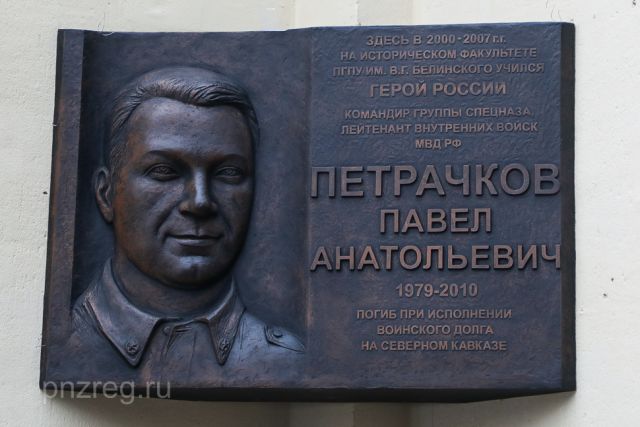 ЗДЕСЬ В 2000-2007 г.г.
НА ИСТОРИЧЕСКОМ ФАКУЛЬТЕТЕ
ПГПУ ИМ. В.Г. БЕЛИНСКОГО УЧИЛСЯ
ГЕРОЙ РОССИИ
КОМАНДИР ГРУППЫ СПЕЦНАЗА,
ЛЕЙТЕНАНТ ВНУТРЕННИХ ВОЙСК
МВД РФ
ПЕТРАЧКОВ
ПАВЕЛ
АНАТОЛЬЕВИЧ
1979-2010
ПОГИБ ПРИ ИСПОЛНЕНИИ
ВОИНСКОГО ДОЛГА
НА СЕВЕРНОМ КАВКАЗЕ
pnzreg.ru